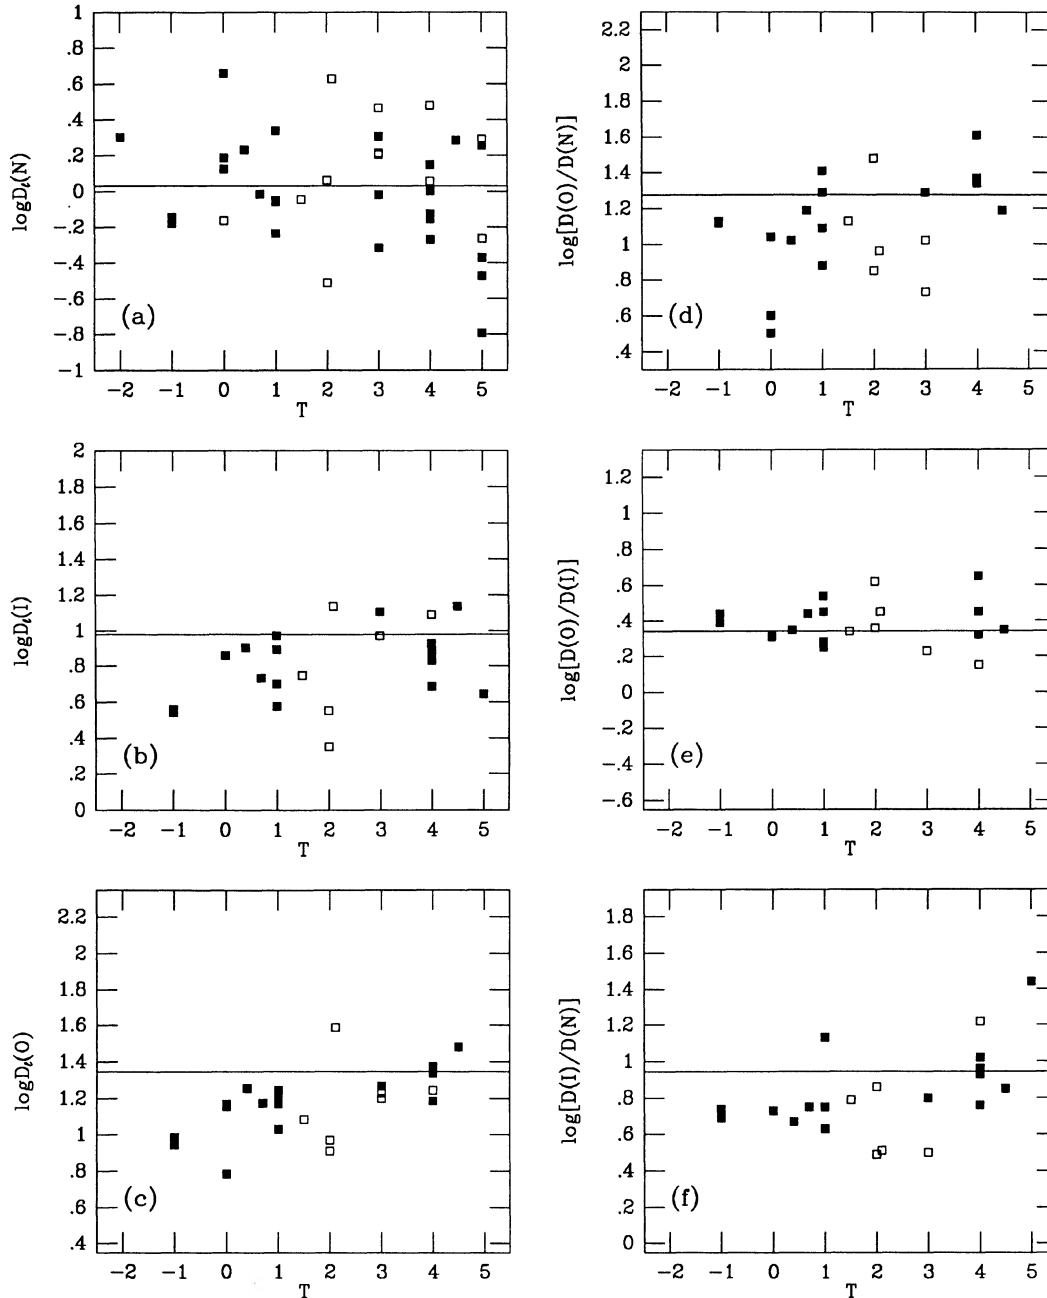 1
.8
.6
.4
.2
0
-.2
-.4
-.6
-.8
-1
logDₗ(N)
(a)
-2 -1 0 1 2 3 4 5
T
2.2
2
1.8
1.6
1.4
1.2
1
.8
.6
.4
log[D(O)/D(N)]
(d)
-2 -1 0 1 2 3 4 5
T
2
1.8
1.6
1.4
1.2
1
.8
.6
.4
.2
0
logDₗ(I)
(b)
-2 -1 0 1 2 3 4 5
T
1.2
1
.8
.6
.4
.2
0
-.2
-.4
-.6
log[D(O)/D(I)]
(e)
-2 -1 0 1 2 3 4 5
T
2.2
2
1.8
1.6
1.4
1.2
1
.8
.6
.4
logDₗ(O)
(c)
-2 -1 0 1 2 3 4 5
T
1.8
1.6
1.4
1.2
1
.8
.6
.4
.2
0
log[D(I)/D(N)]
(f)
-2 -1 0 1 2 3 4 5
T